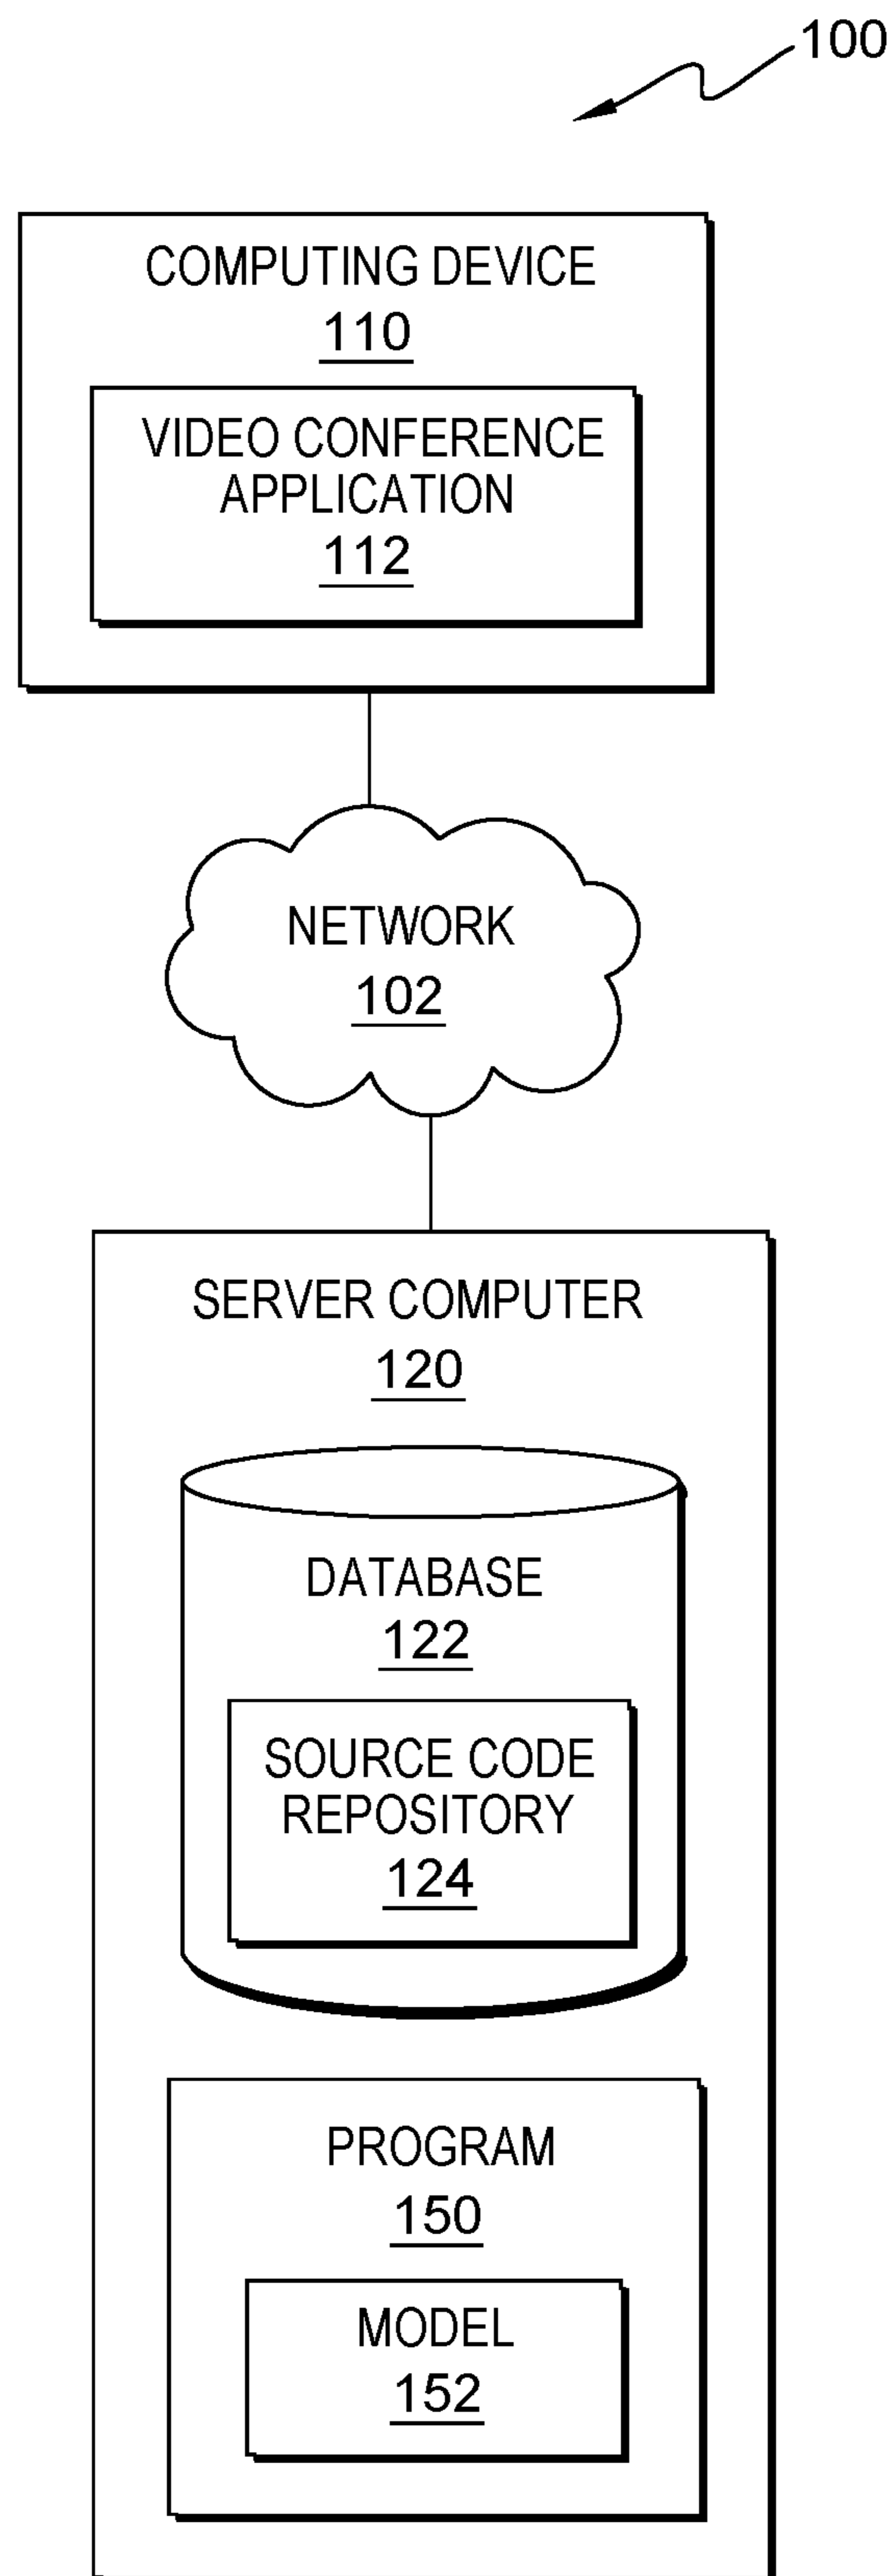 100
COMPUTING DEVICE
110
VIDEO CONFERENCE
APPLICATION
112
NETWORK
102
SERVER COMPUTER
120
DATABASE
122
SOURCE CODE
REPOSITORY
124
PROGRAM
150
MODEL
152